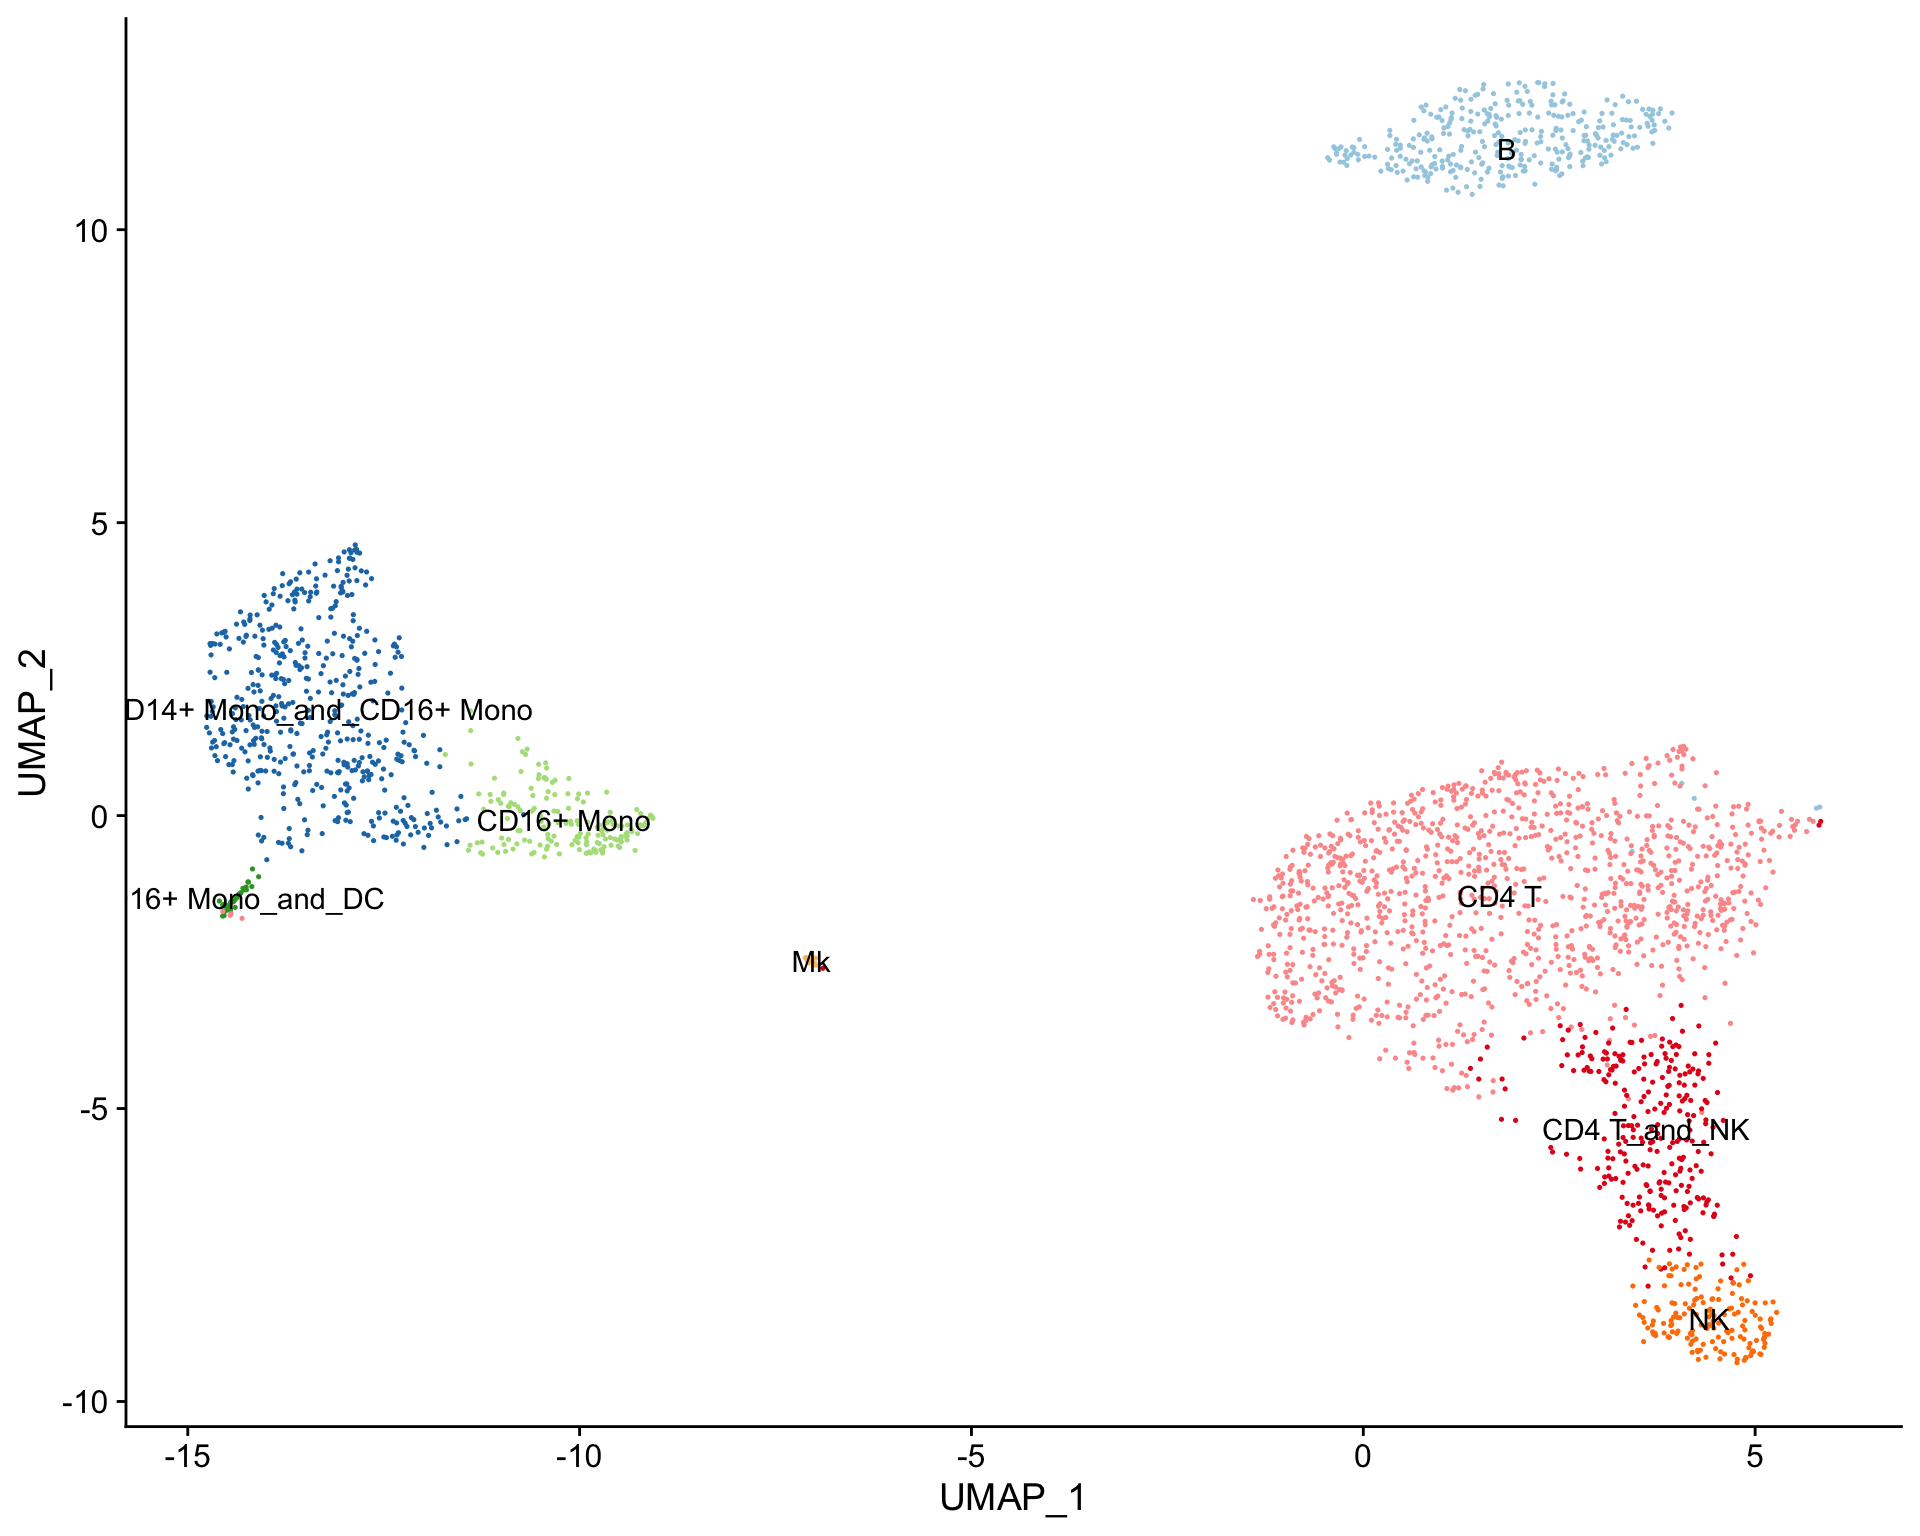 B
10
5
UMAP_2
D14+ Mono_and_CD16+ Mono
0
CD16+ Mono
16+ Mono_and_DC
CD4 T
Mk
-5
CD4 T_and_NK
NK
-10
-15
-10
-5
0
5
UMAP_1